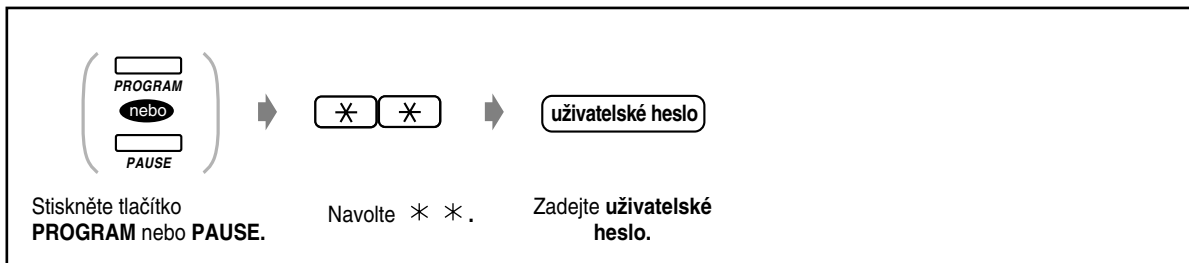 PROGRAM
nebo
PAUSE
✳ ✳
uživatelské heslo
Stiskněte tlačítko
PROGRAM nebo PAUSE.
Navolte ✳ ✳.
Zadejte uživatelské
heslo.